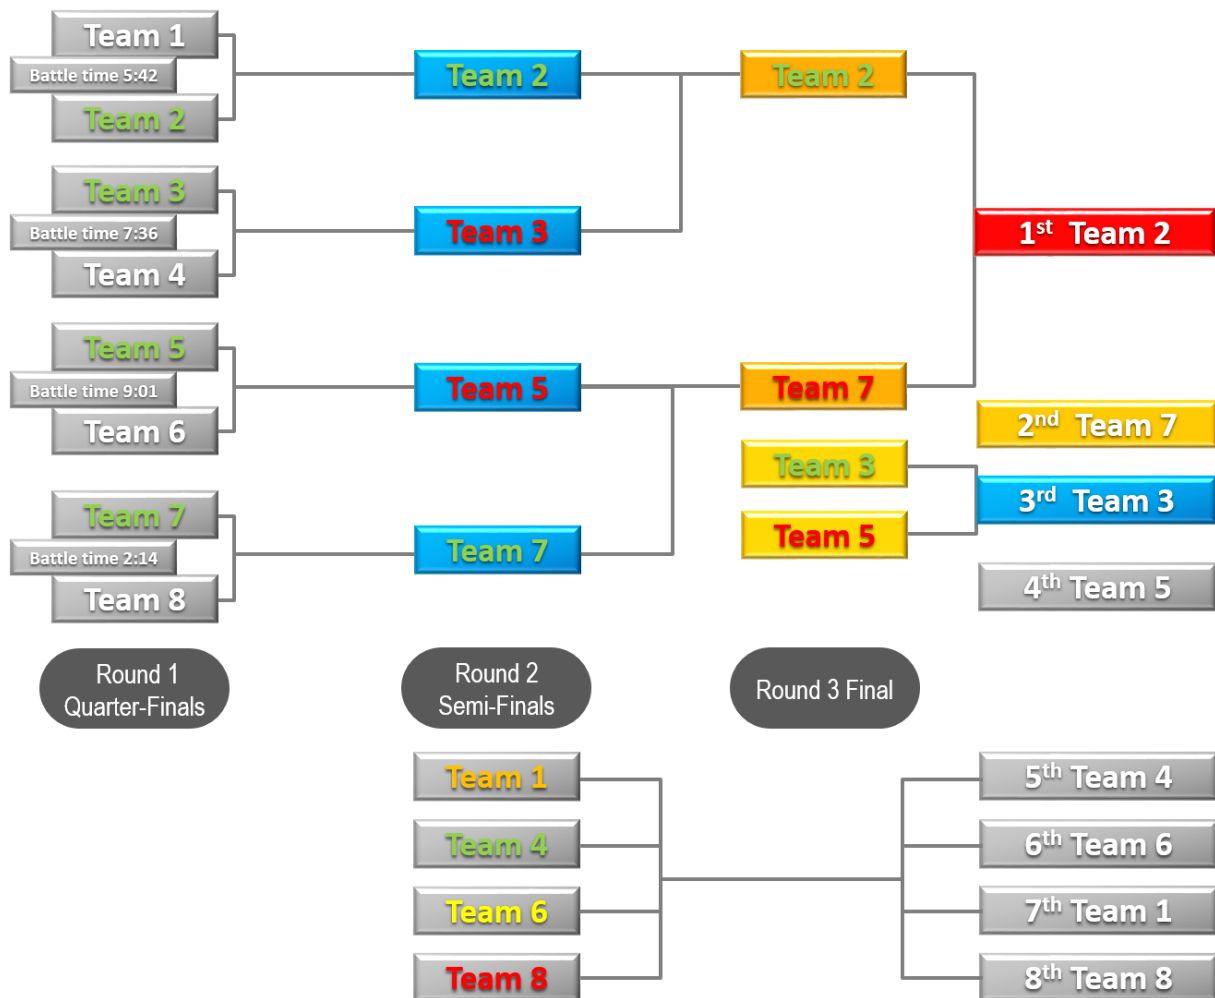 Team 1
Battle time 5:42
Team 2
Team 3
Battle time 7:36
Team 4
Team 5
Battle time 9:01
Team 6
Team 7
Battle time 2:14
Team 8
Round 1
Quarter-Finals
Team 2
Team 3
Team 5
Team 7
Round 2
Semi-Finals
Team 2
Team 7
Team 3
Team 5
Round 3 Final
1st Team 2
2nd Team 7
3rd Team 3
4th Team 5
Team 1
Team 4
Team 6
Team 8
5th Team 4
6th Team 6
7th Team 1
8th Team 8